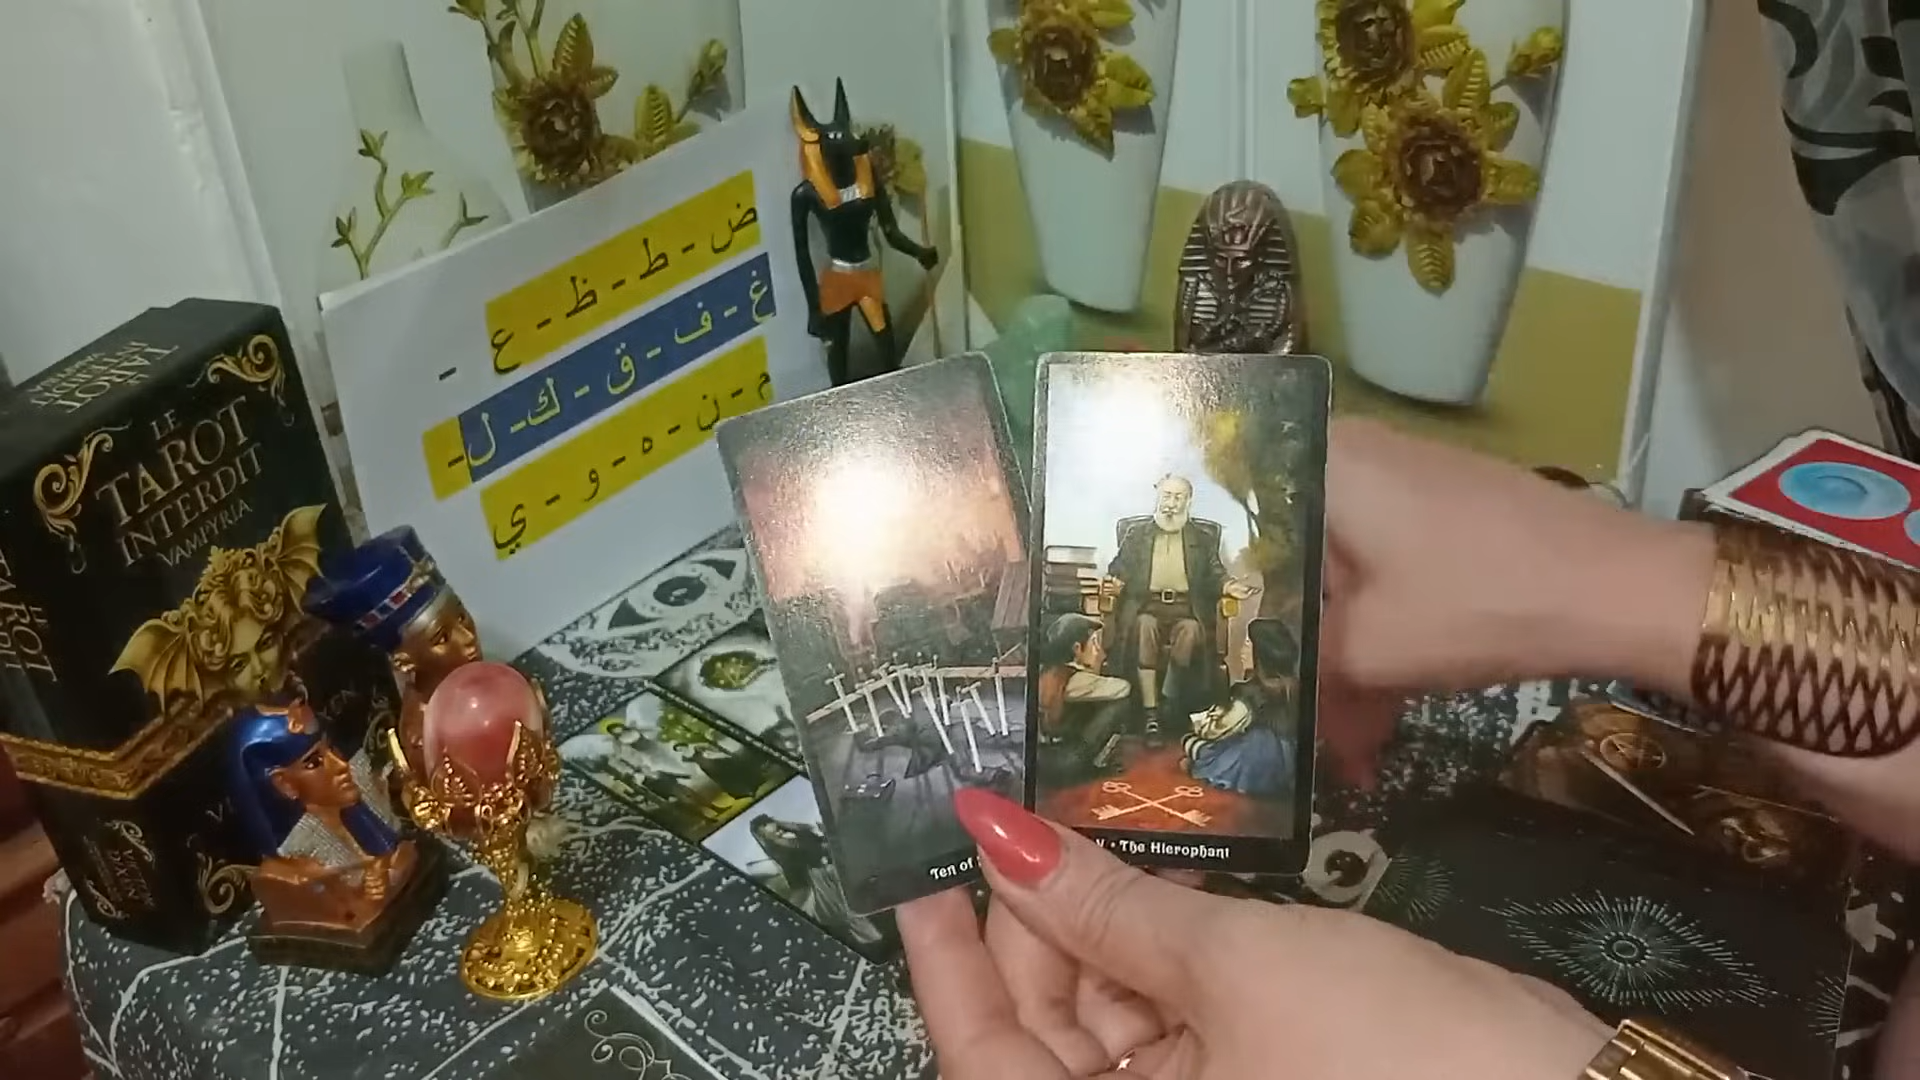 LE
TAROT
INTERDIT
VAMPYRIA
ض - ط - ظ - ع -
غ - ف - ق - ك - ل -
م - ن - ه - و - ي
Ten of
V • The Hierophant